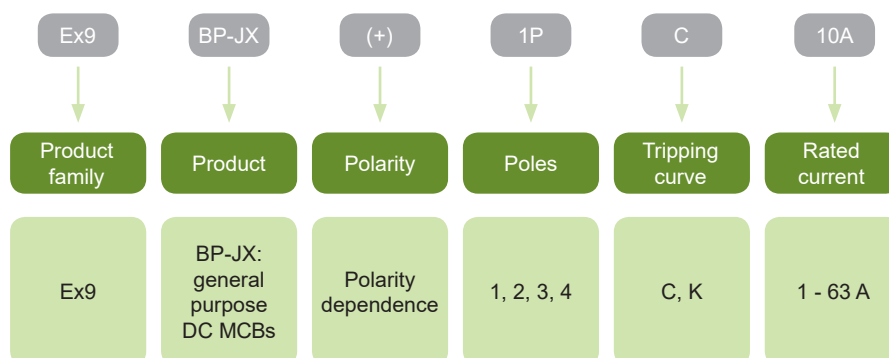 Ex9 BP-JX (+) 1P C 10A
Product family
Product
Polarity
Poles
Tripping curve
Rated current
Ex9
BP-JX:
general
purpose
DC MCBs
Polarity
dependence
1, 2, 3, 4
C, K
1 - 63 A